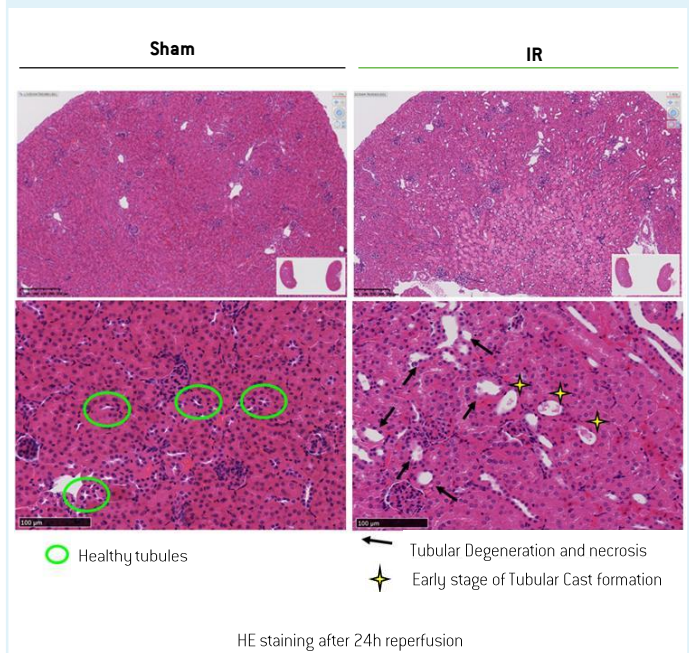 Sham
IR
100 µm
100 µm
Healthy tubules
Tubular Degeneration and necrosis
Early stage of Tubular Cast formation
HE staining after 24h reperfusion